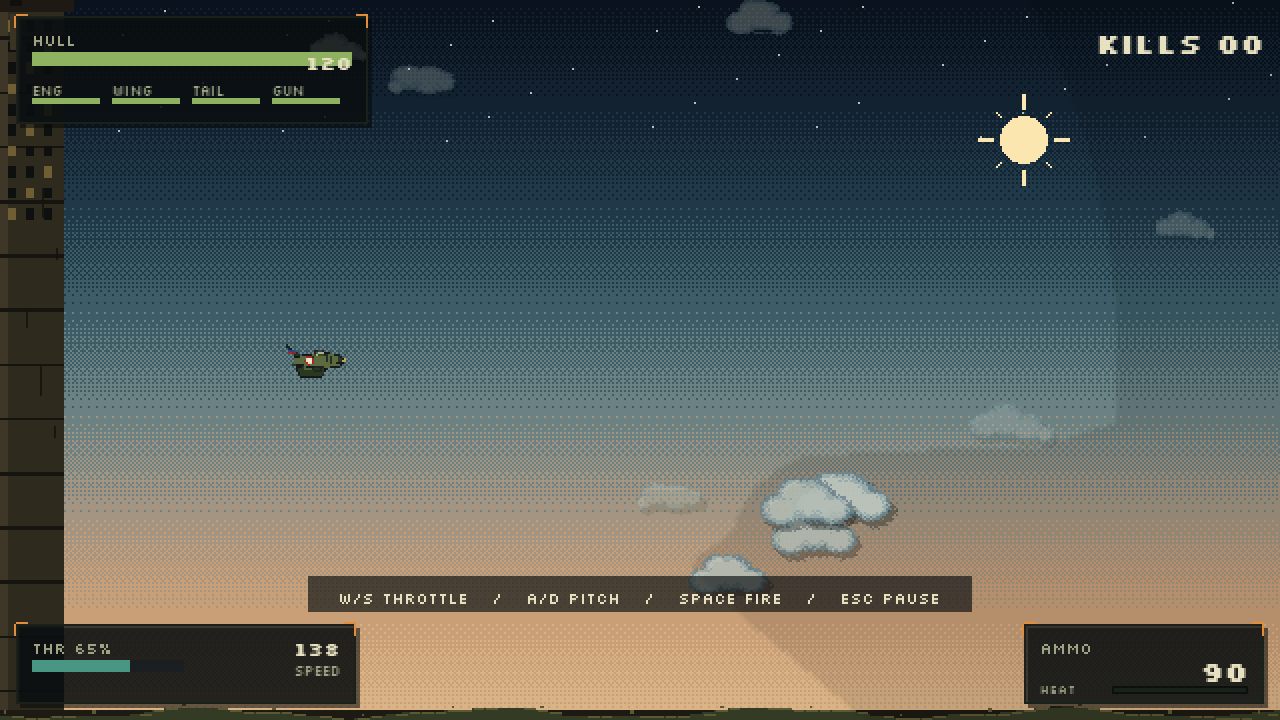 HULL
120
ENG WING TAIL GUN
KILLS 00
W/S THROTTLE / A/D PITCH / SPACE FIRE / ESC PAUSE
THR 65%
138
SPEED
AMMO
90
HEAT